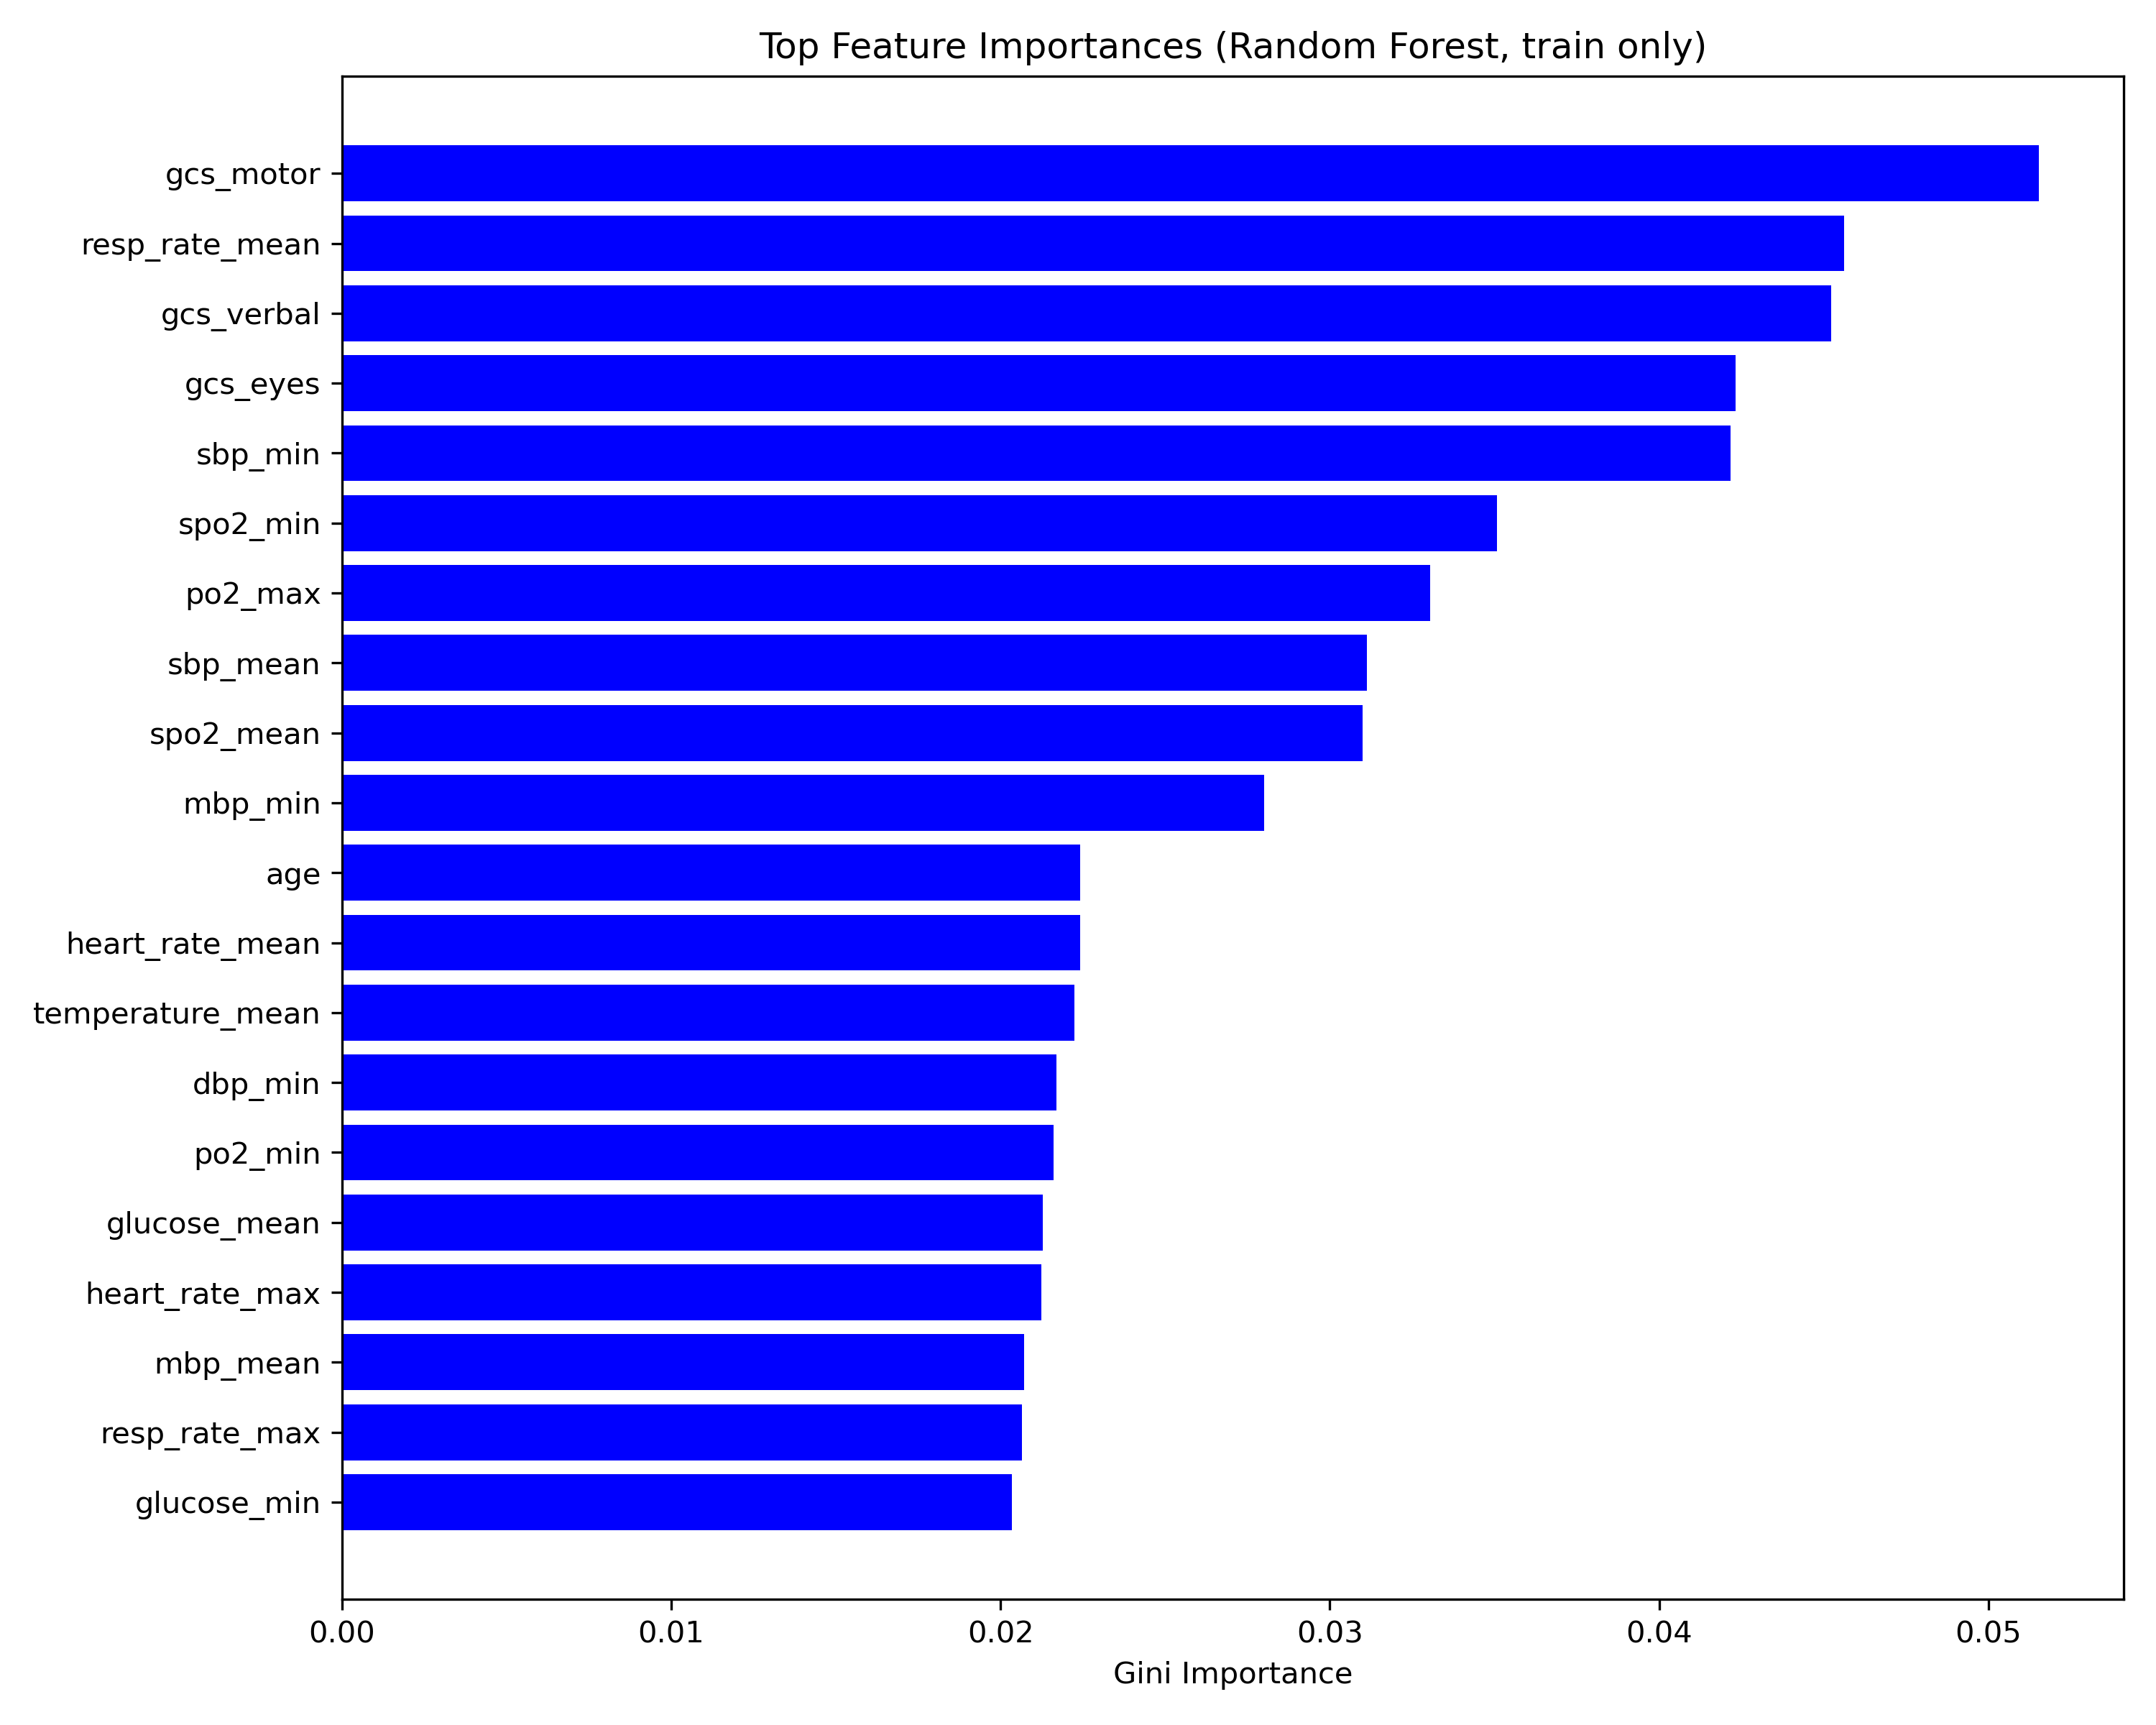 Top Feature Importances (Random Forest, train only)
gcs_motor
resp_rate_mean
gcs_verbal
gcs_eyes
sbp_min
spo2_min
po2_max
sbp_mean
spo2_mean
mbp_min
age
heart_rate_mean
temperature_mean
dbp_min
po2_min
glucose_mean
heart_rate_max
mbp_mean
resp_rate_max
glucose_min
0.00 0.01 0.02 0.03 0.04 0.05
Gini Importance